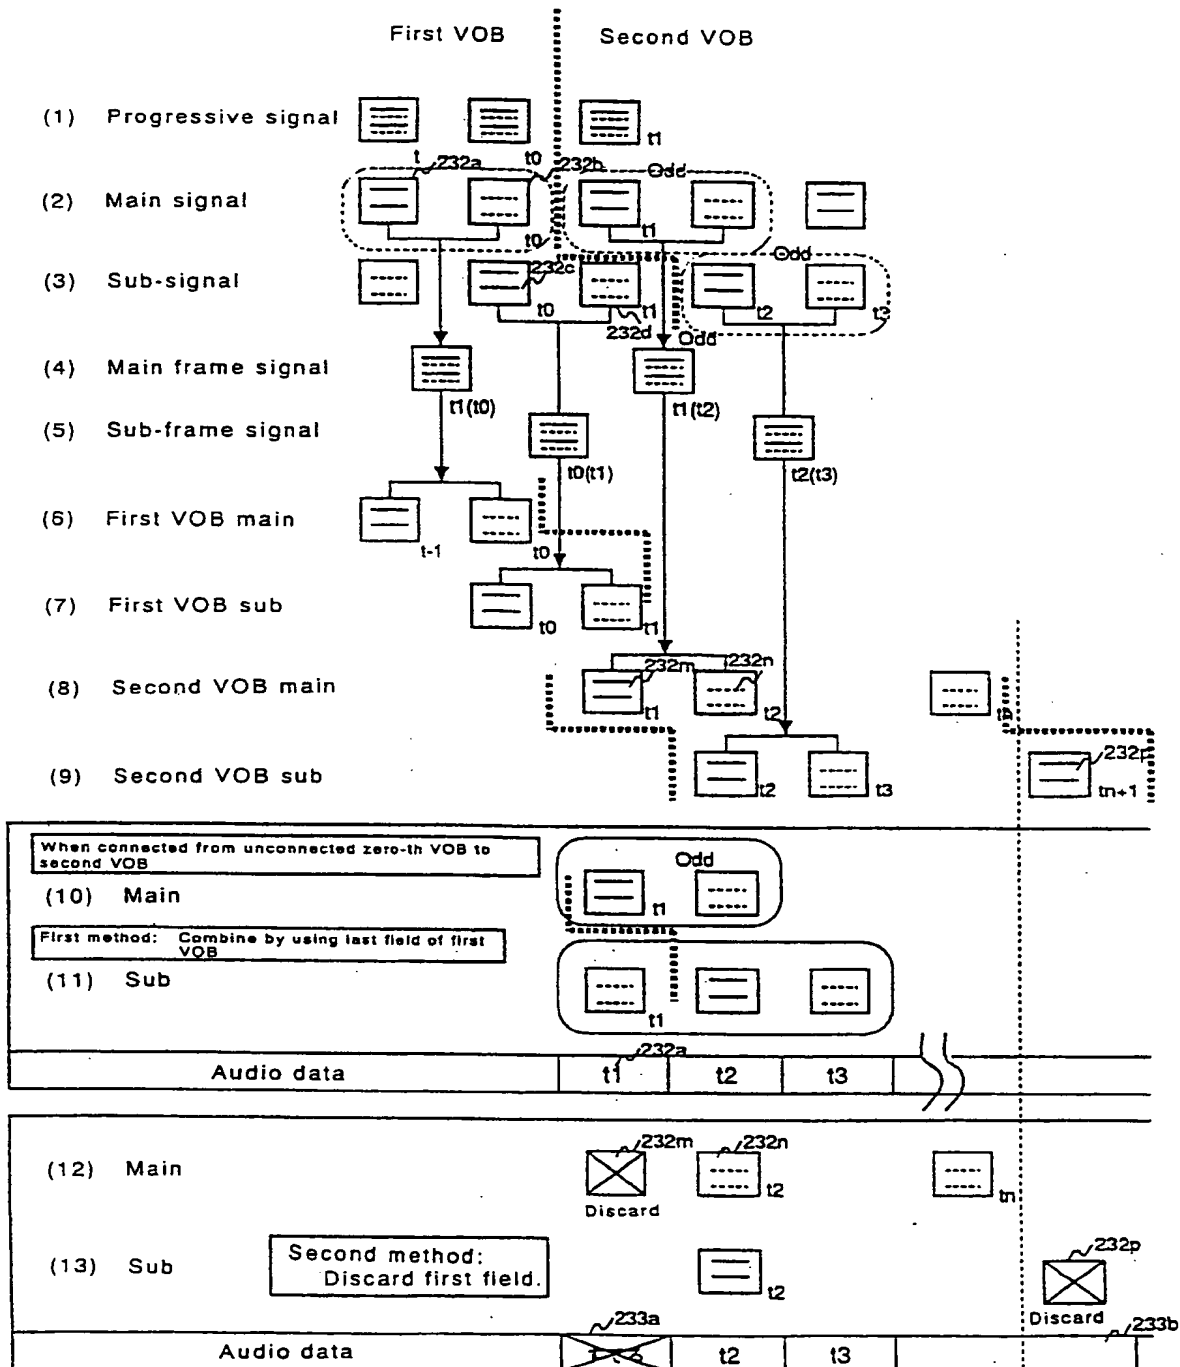 First VOB Second VOB
(1) Progressive signal t1
t 232a t0 232b Odd
(2) Main signal
t0 t1
Odd
(3) Sub-signal 232c
t0 t1 t2 t3
232d Odd
(4) Main frame signal
t1(t0) t1(t2)
(5) Sub-frame signal
t0(t1) t2(t3)
(6) First VOB main
t-1 t0
(7) First VOB sub
t0 t1
232m 232n
(8) Second VOB main
t1 t2
232p
(9) Second VOB sub
t2 t3 tn+1
When connected from unconnected zero-th VOB to
second VOB
Odd
(10) Main
t1
First method: Combine by using last field of first
VOB
(11) Sub
t1
232a
Audio data t1 t2 t3
232m 232n
(12) Main
t2 tn
Discard
232p
(13) Sub
Second method:
Discard first field.
t2
Discard
233a 233b
Audio data t2 t3